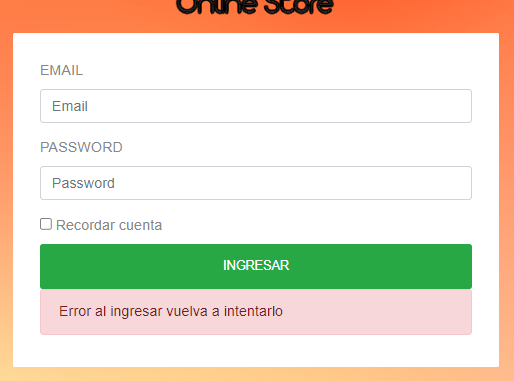 Online Store
EMAIL
Email
PASSWORD
Password
Recordar cuenta
INGRESAR
Error al ingresar vuelva a intentarlo